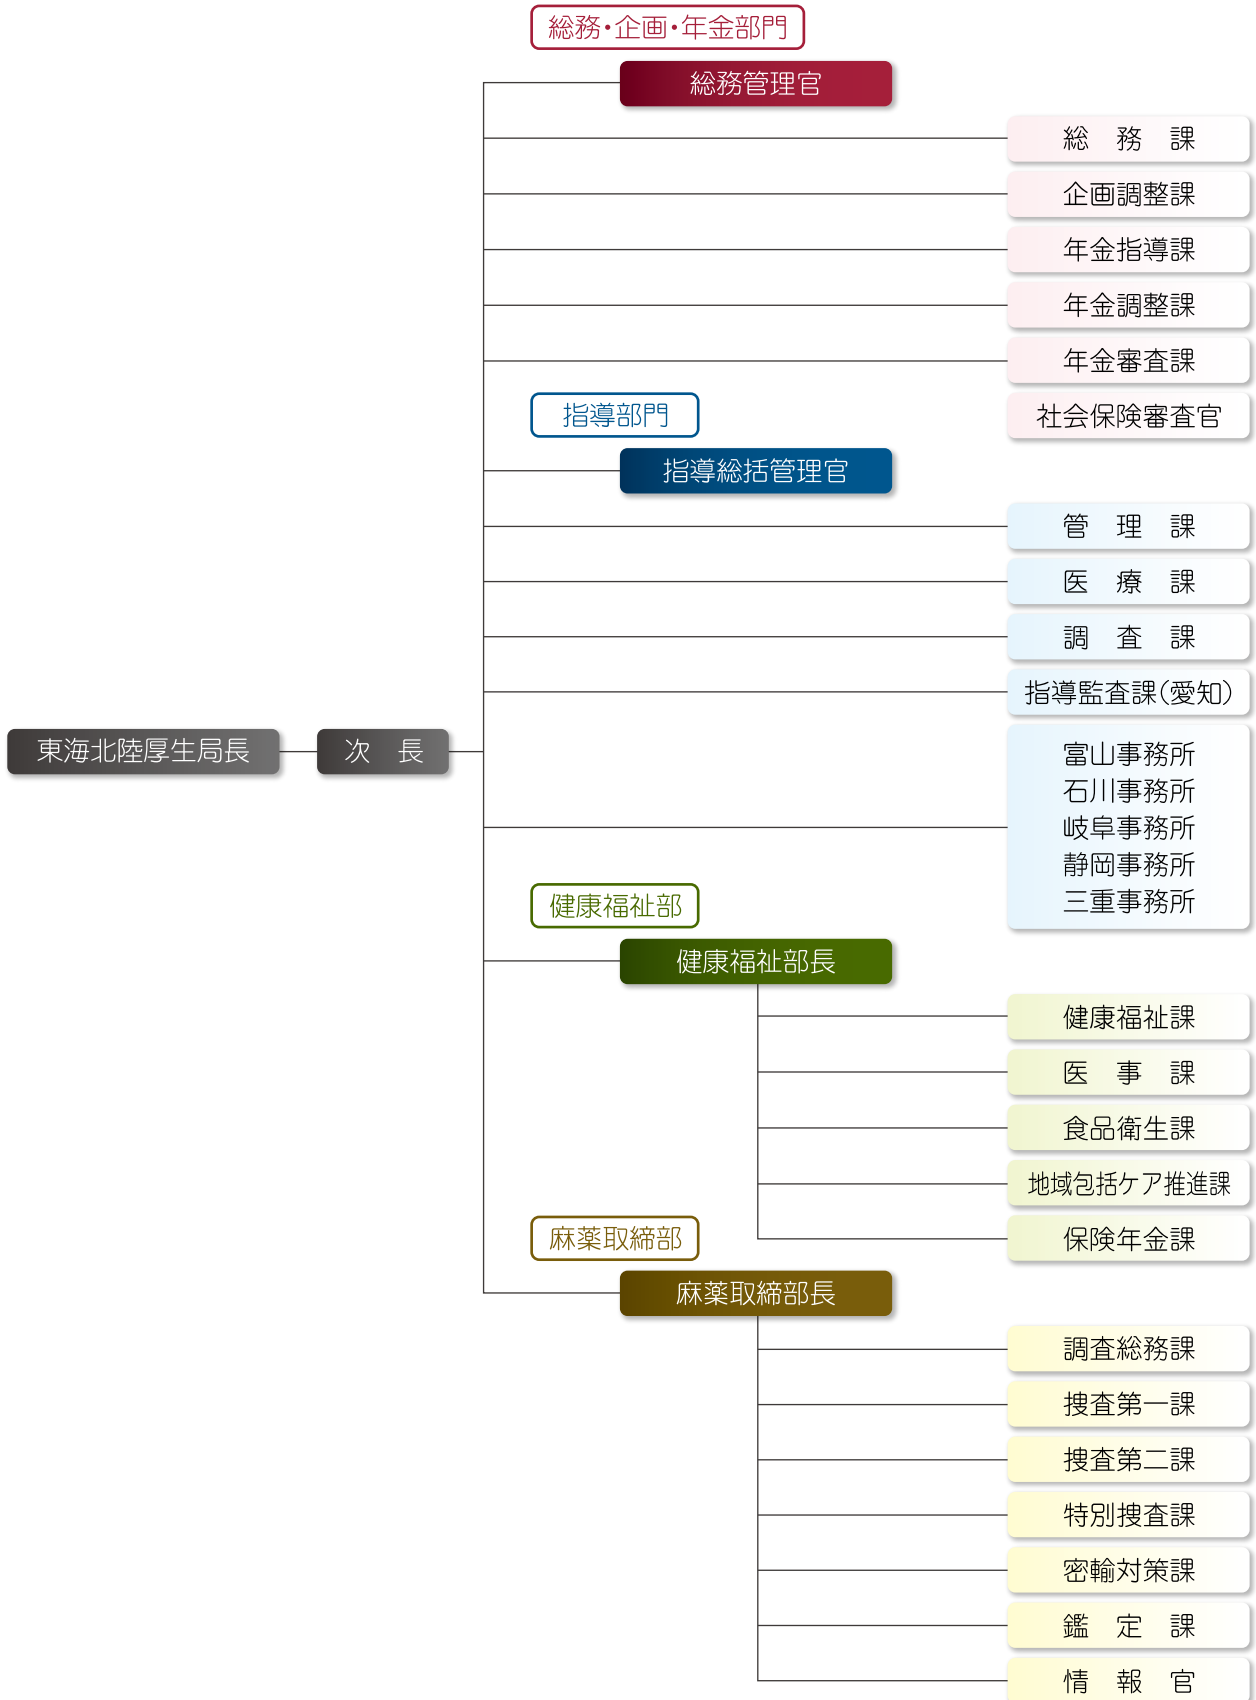 総務・企画・年金部門
総務管理官
総　務　課
企画調整課
年金指導課
年金調整課
年金審査課
社会保険審査官
指導部門
指導総括管理官
管　理　課
医　療　課
調　査　課
指導監査課（愛知）
東海北陸厚生局長
次　長
富山事務所
石川事務所
岐阜事務所
静岡事務所
三重事務所
健康福祉部
健康福祉部長
健康福祉課
医　事　課
食品衛生課
地域包括ケア推進課
保険年金課
麻薬取締部
麻薬取締部長
調査総務課
捜査第一課
捜査第二課
特別捜査課
密輸対策課
鑑　定　課
情　報　官